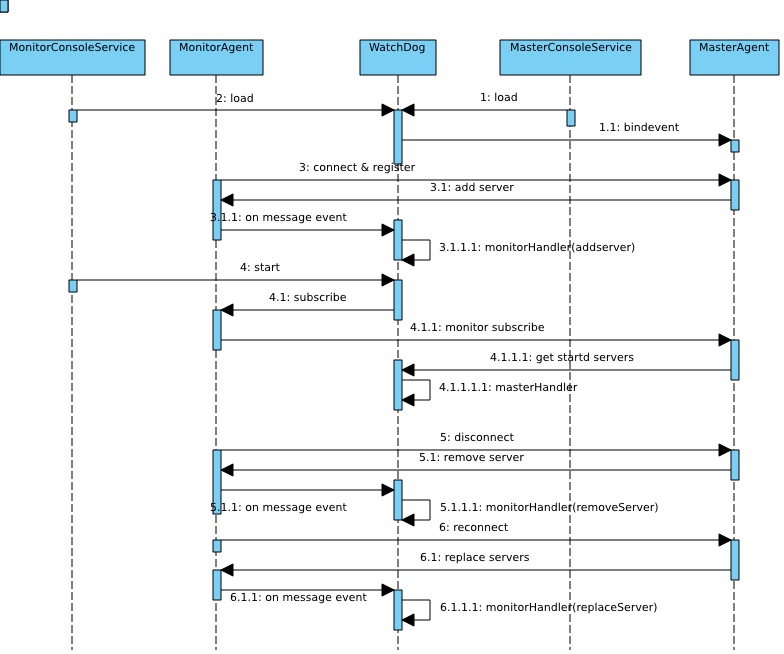 MonitorConsoleService
MonitorAgent
WatchDog
MasterConsoleService
MasterAgent
2: load
1: load
1.1: bindevent
3: connect & register
3.1: add server
3.1.1: on message event
3.1.1.1: monitorHandler(addserver)
4: start
4.1: subscribe
4.1.1: monitor subscribe
4.1.1.1: get startd servers
4.1.1.1.1: masterHandler
5: disconnect
5.1: remove server
5.1.1: on message event
5.1.1.1: monitorHandler(removeServer)
6: reconnect
6.1: replace servers
6.1.1: on message event
6.1.1.1: monitorHandler(replaceServer)